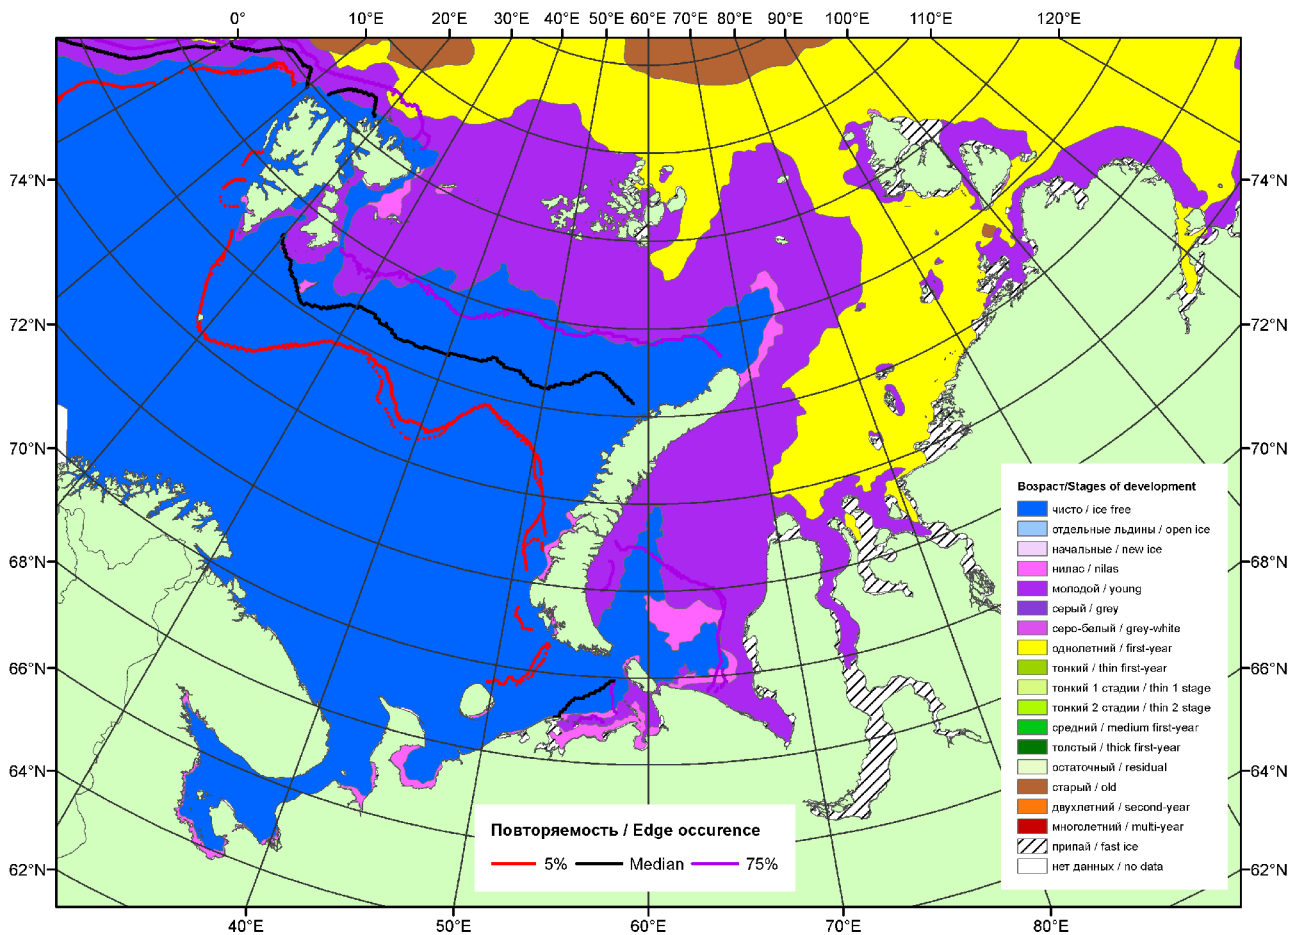 0° 10°E 20°E 30°E 40°E 50°E 60°E 70°E 80°E 90°E 100°E 110°E 120°E
74°N 74°N
72°N 72°N
70°N 70°N
68°N 68°N
66°N 66°N
64°N 64°N
62°N 62°N
Возраст/Stages of development
чисто / ice free
отдельные льдины / open ice
начальные / new ice
нилас / nilas
молодой / young
серый / grey
серо-белый / grey-white
однолетний / first-year
тонкий / thin first-year
тонкий 1 стадии / thin 1 stage
тонкий 2 стадии / thin 2 stage
средний / medium first-year
толстый / thick first-year
остаточный / residual
старый / old
двухлетний / second-year
многолетний / multi-year
припай / fast ice
нет данных / no data
Повторяемость / Edge occurence
5% Median 75%
40°E 50°E 60°E 70°E 80°E